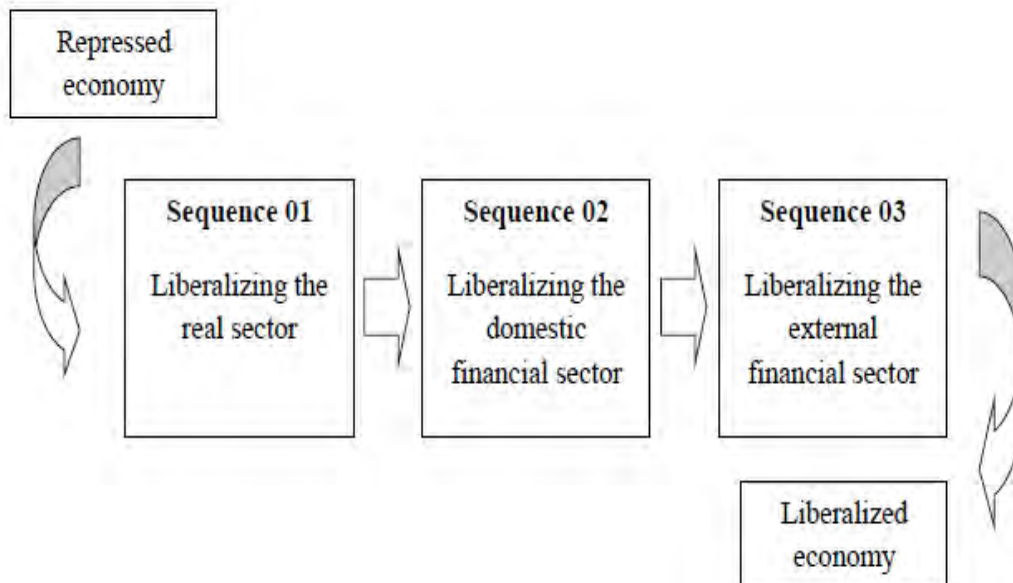 Repressed
economy
Sequence 01
Liberalizing the
real sector
Sequence 02
Liberalizing the
domestic
financial sector
Sequence 03
Liberalizing the
external
financial sector
Liberalized
economy